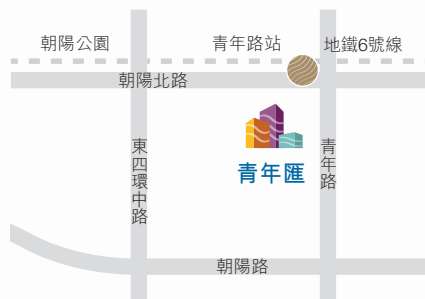 朝陽公園
青年路站
地鐵6號線
朝陽北路
東四環中路
青年匯
青年路
朝陽路